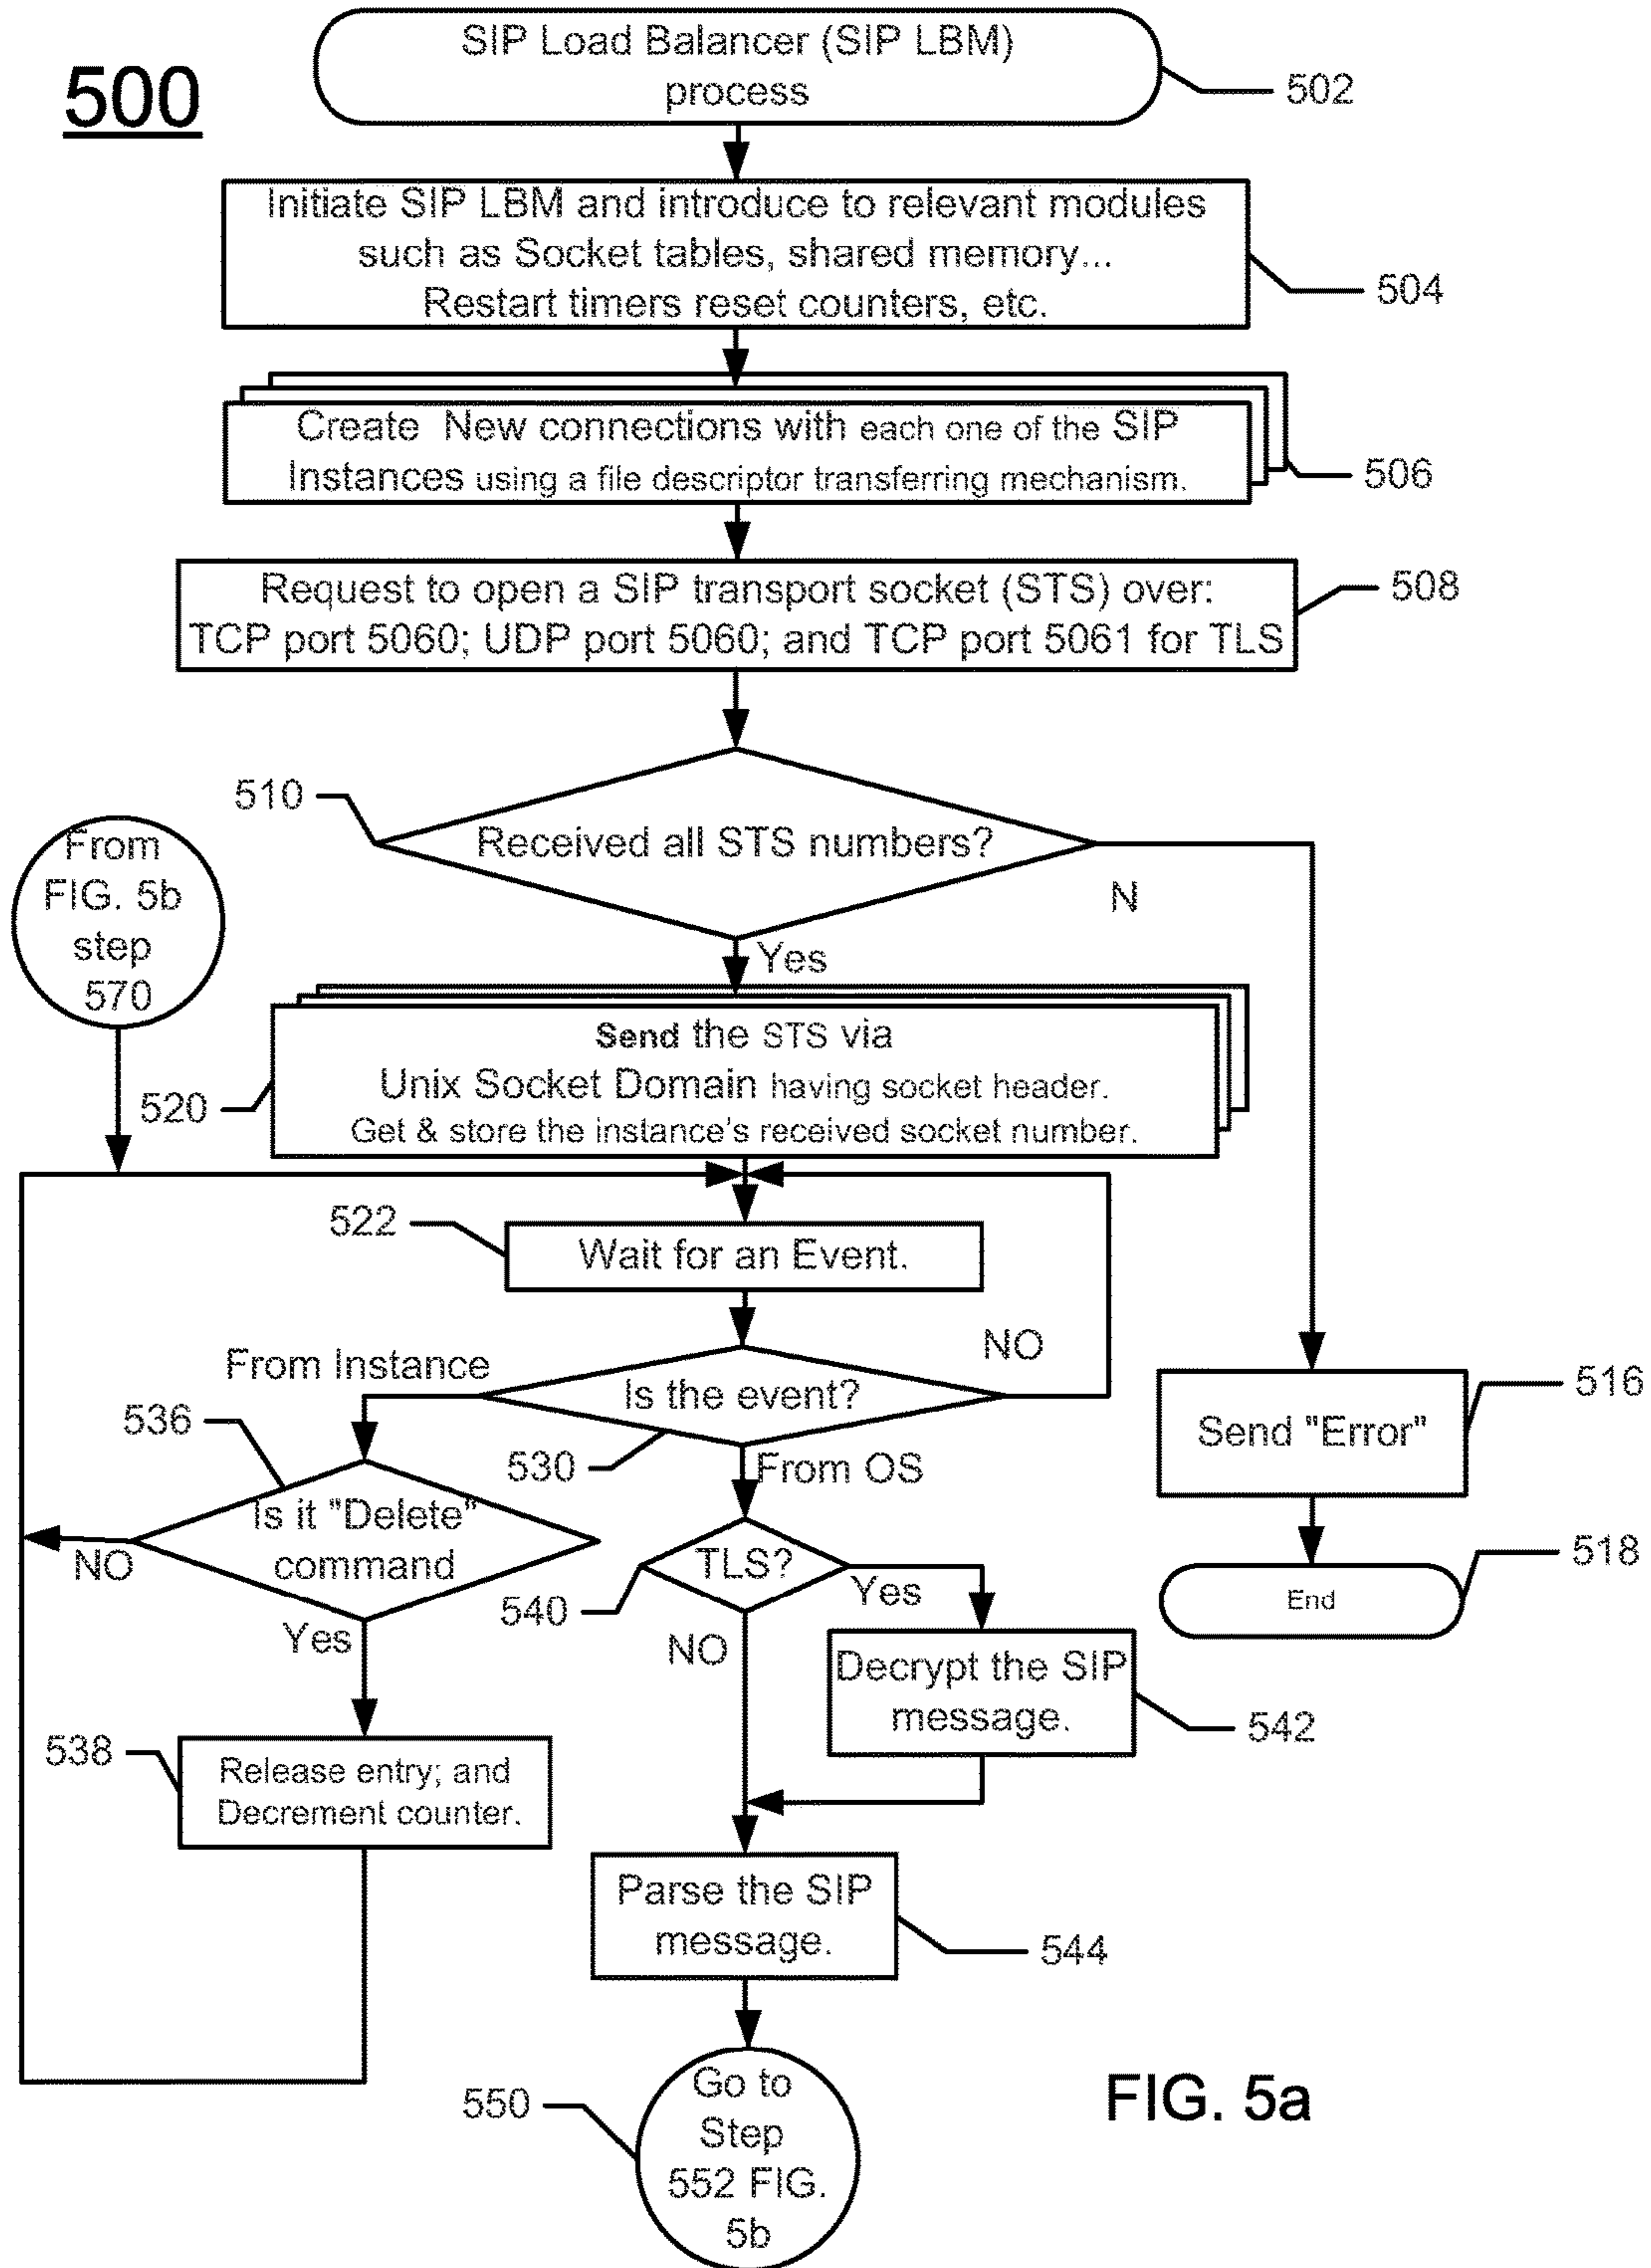 500
SIP Load Balancer (SIP LBM)
process
502
Initiate SIP LBM and introduce to relevant modules
such as Socket tables, shared memory...
Restart timers reset counters, etc.
504
Create New connections with each one of the SIP
Instances using a file descriptor transferring mechanism.
506
Request to open a SIP transport socket (STS) over:
TCP port 5060; UDP port 5060; and TCP port 5061 for TLS
508
510
Received all STS numbers?
N
Yes
From
FIG. 5b
step
570
Send the STS via
Unix Socket Domain having socket header.
Get & store the instance's received socket number.
520
522
Wait for an Event.
NO
From Instance
Is the event?
530
From OS
516
Send "Error"
518
End
536
Is it "Delete"
command
NO
Yes
TLS?
540
Yes
NO
Decrypt the SIP
message.
542
538
Release entry; and
Decrement counter.
Parse the SIP
message.
544
550
Go to
Step
552 FIG.
5b
FIG. 5a